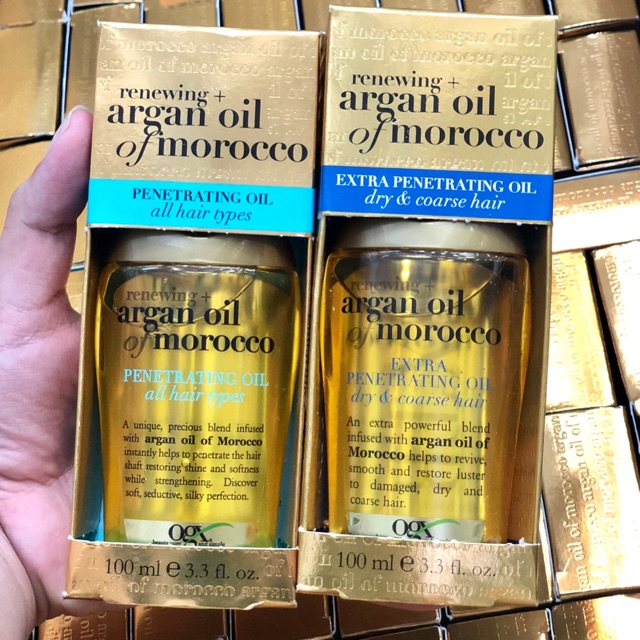 renewing +
argan oil
of morocco
PENETRATING OIL
all hair types
renewing +
argan oil
of morocco
PENETRATING OIL
all hair types
A unique, precious blend infused
with argan oil of Morocco
instantly helps to penetrate the hair
shaft restoring shine and softness
while strengthening. Discover
soft, seductive, silky perfection.
ogx
beauty pure and simple
100 ml e 3.3 fl. oz.
renewing +
argan oil
of morocco
EXTRA PENETRATING OIL
dry & coarse hair
renewing +
argan oil
of morocco
EXTRA
PENETRATING OIL
dry & coarse hair
An extra powerful blend
infused with argan oil of
Morocco helps to revive,
smooth and restore luster
to damaged, dry and
coarse hair.
ogx
100 ml e 3.3 fl. oz.